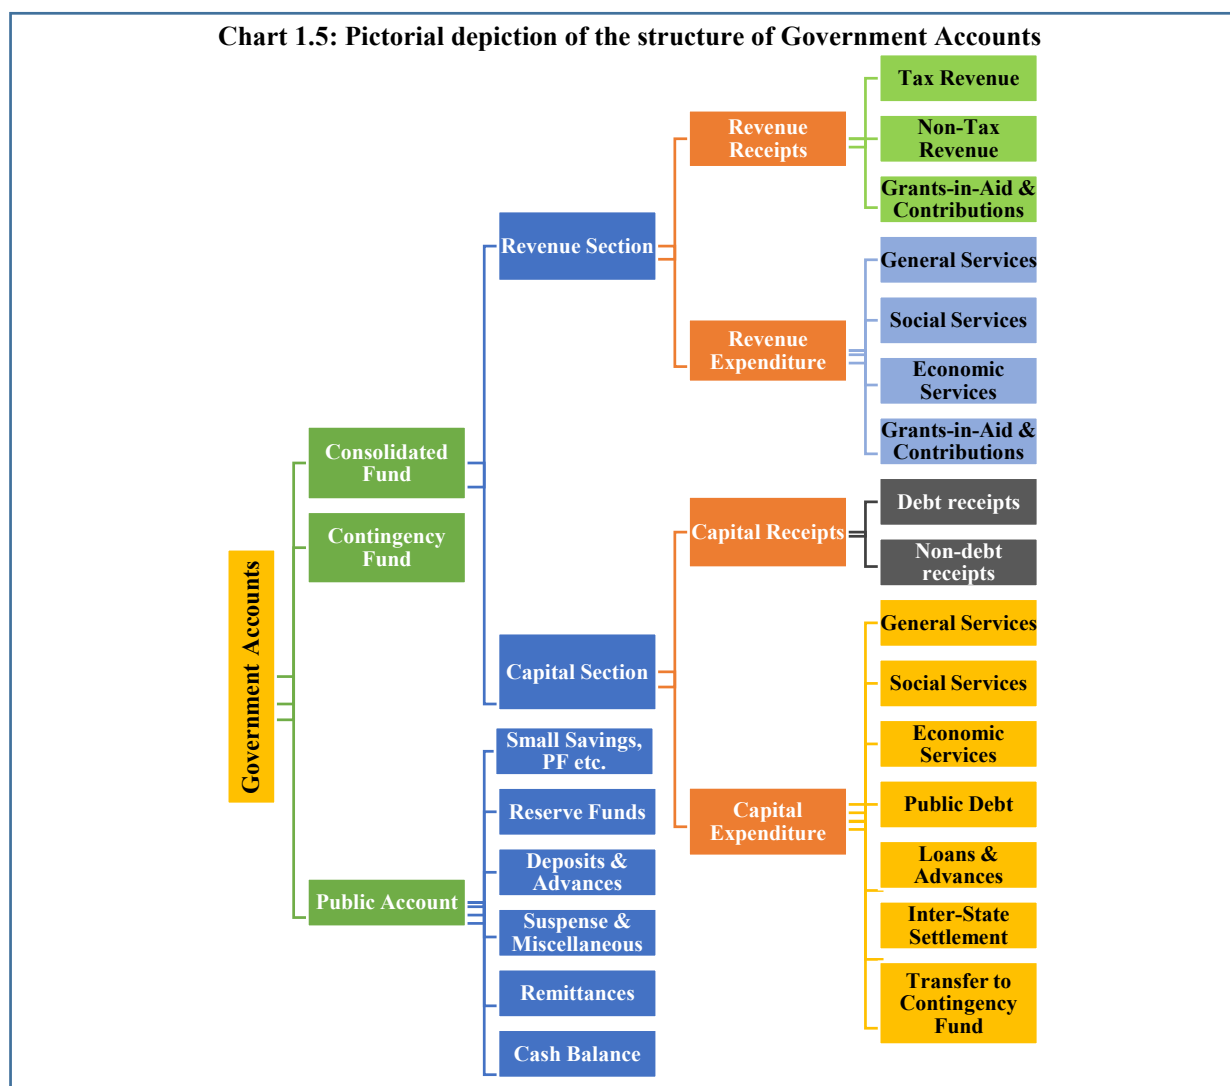 Chart 1.5: Pictorial depiction of the structure of Government Accounts
Government Accounts
Consolidated
Fund
Contingency
Fund
Public Account
Revenue Section
Capital Section
Small Savings,
PF etc.
Reserve Funds
Deposits &
Advances
Suspense &
Miscellaneous
Remittances
Cash Balance
Revenue
Receipts
Revenue
Expenditure
Capital Receipts
Capital
Expenditure
Tax Revenue
Non-Tax
Revenue
Grants-in-Aid &
Contributions
General Services
Social Services
Economic
Services
Grants-in-Aid &
Contributions
Debt receipts
Non-debt
receipts
General Services
Social Services
Economic
Services
Public Debt
Loans &
Advances
Inter-State
Settlement
Transfer to
Contingency
Fund